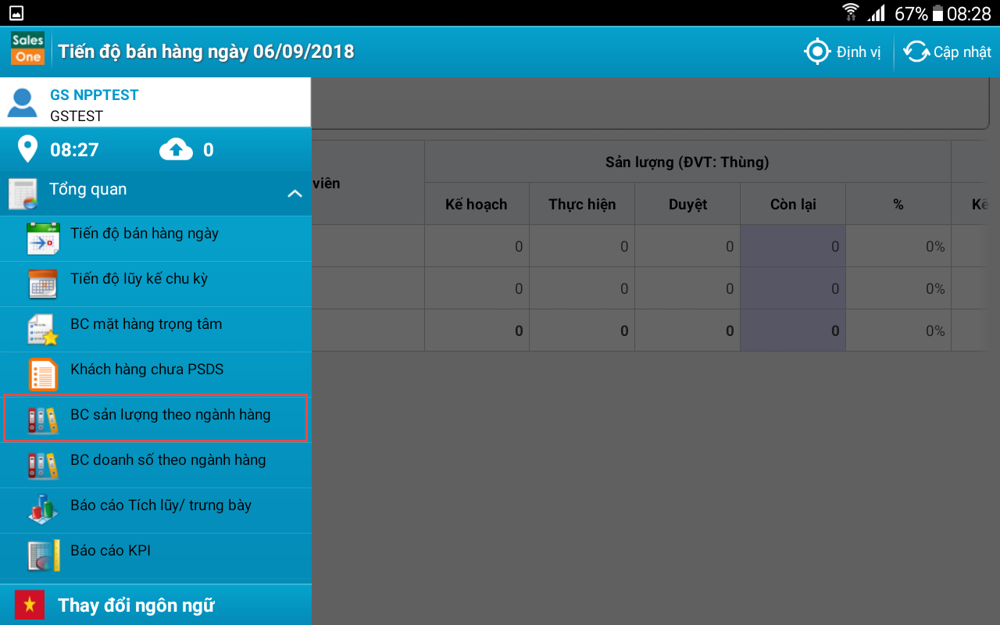 67% 08:28
Sales One
Tiến độ bán hàng ngày 06/09/2018
Định vị
Cập nhật
GS NPPTEST
GSTEST
08:27
0
Tổng quan
Tiến độ bán hàng ngày
Tiến độ lũy kế chu kỳ
BC mặt hàng trọng tâm
Khách hàng chưa PSDS
BC sản lượng theo ngành hàng
BC doanh số theo ngành hàng
Báo cáo Tích lũy/ trưng bày
Báo cáo KPI
Thay đổi ngôn ngữ
viên
Sản lượng (ĐVT: Thùng)
Kế hoạch Thực hiện Duyệt Còn lại % Kế
0 0 0 0 0%
0 0 0 0 0%
0 0 0 0 0%